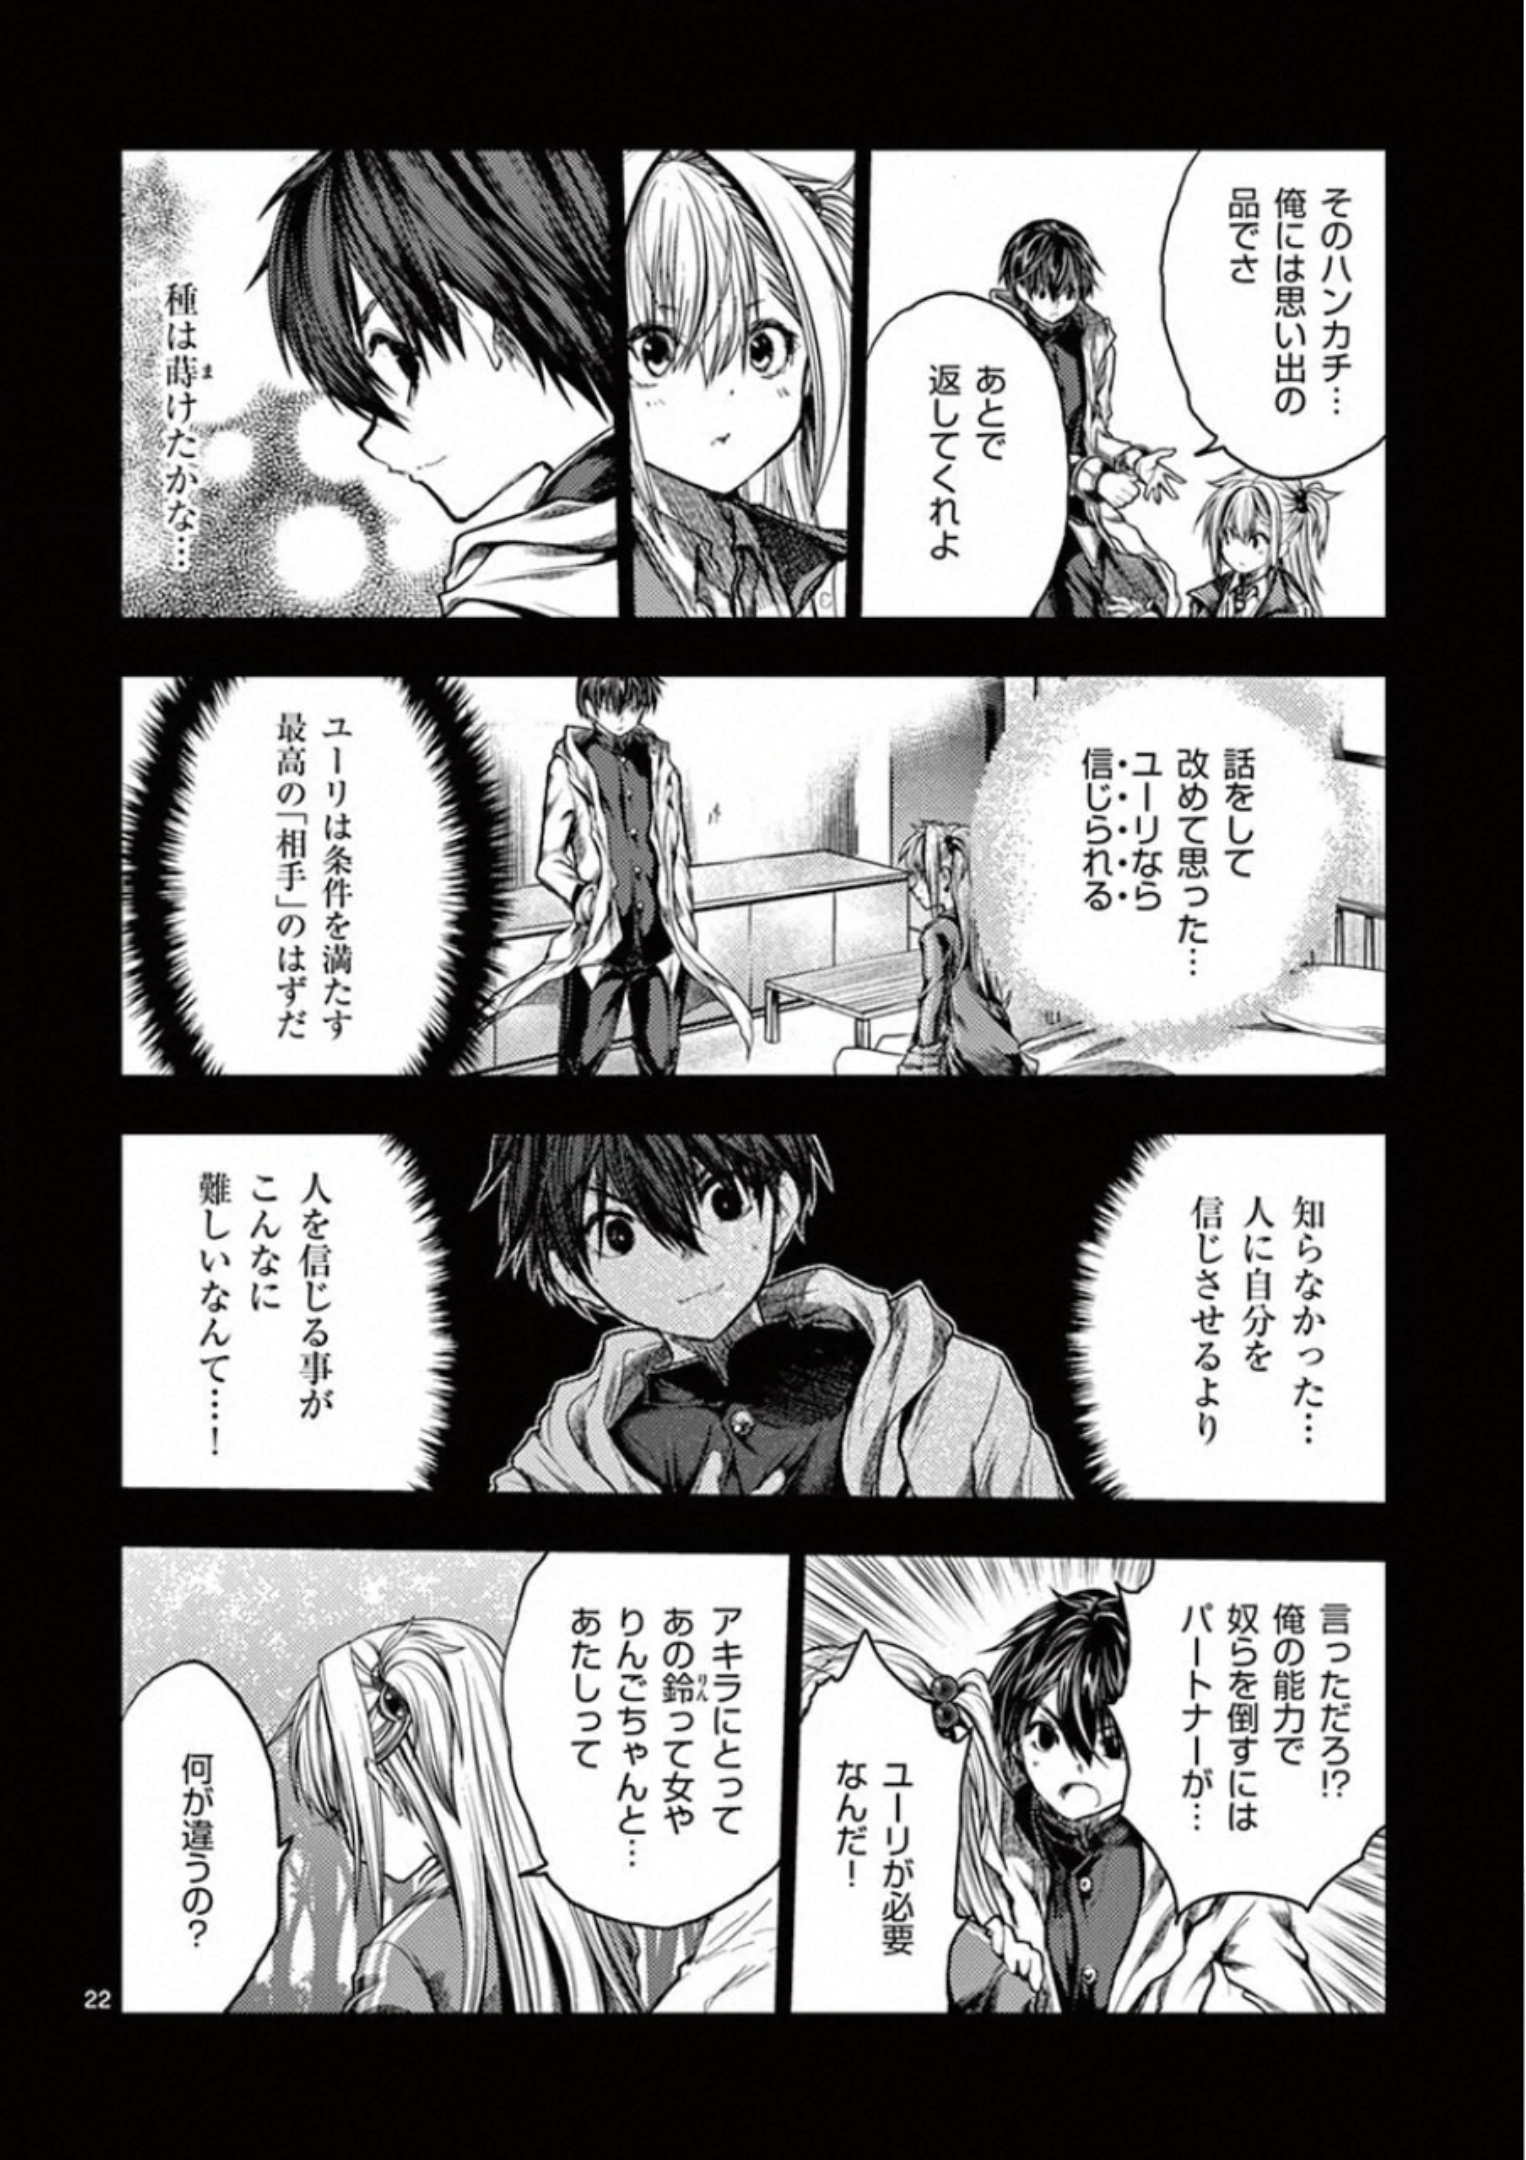 そのハンカチ…
俺には思い出の
品でさ
あとで
返してくれよ
種は蒔けたかな…
ま
話をして
改めて思った…
ユーリなら
信じられる
ユーリは条件を満たす
最高の「相手」のはずだ
知らなかった…
人に自分を
信じさせるより
人を信じる事が
こんなに
難しいなんて…！
言っただろ!?
俺の能力で
奴らを倒すには
パートナーが…
ユーリが必要
なんだ！
アキラにとって
あの鈴って女や
りん
りんごちゃんと…
あたしって
何が違うの？
22